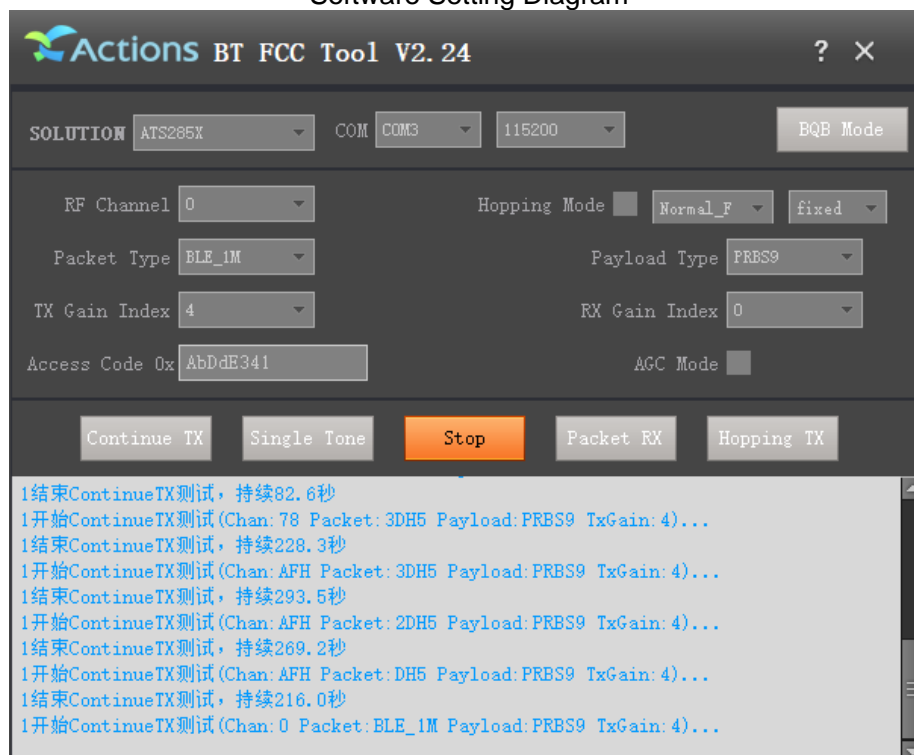 Software Setting Diagram
Actions BT FCC Tool V2.24 ? ×
SOLUTION ATS285X COM COM3 115200 BQB Mode
RF Channel 0 Hopping Mode Normal_F fixed
Packet Type BLE_1M Payload Type PRBS9
TX Gain Index 4 RX Gain Index 0
Access Code 0x AbDdE341 AGC Mode
Continue TX Single Tone Stop Packet RX Hopping TX
1结束ContinueTX测试，持续82.6秒
1开始ContinueTX测试(Chan:78 Packet:3DH5 Payload:PRBS9 TxGain:4)...
1结束ContinueTX测试，持续228.3秒
1开始ContinueTX测试(Chan:AFH Packet:3DH5 Payload:PRBS9 TxGain:4)...
1结束ContinueTX测试，持续293.5秒
1开始ContinueTX测试(Chan:AFH Packet:2DH5 Payload:PRBS9 TxGain:4)...
1结束ContinueTX测试，持续269.2秒
1开始ContinueTX测试(Chan:AFH Packet:DH5 Payload:PRBS9 TxGain:4)...
1结束ContinueTX测试，持续216.0秒
1开始ContinueTX测试(Chan:0 Packet:BLE_1M Payload:PRBS9 TxGain:4)...